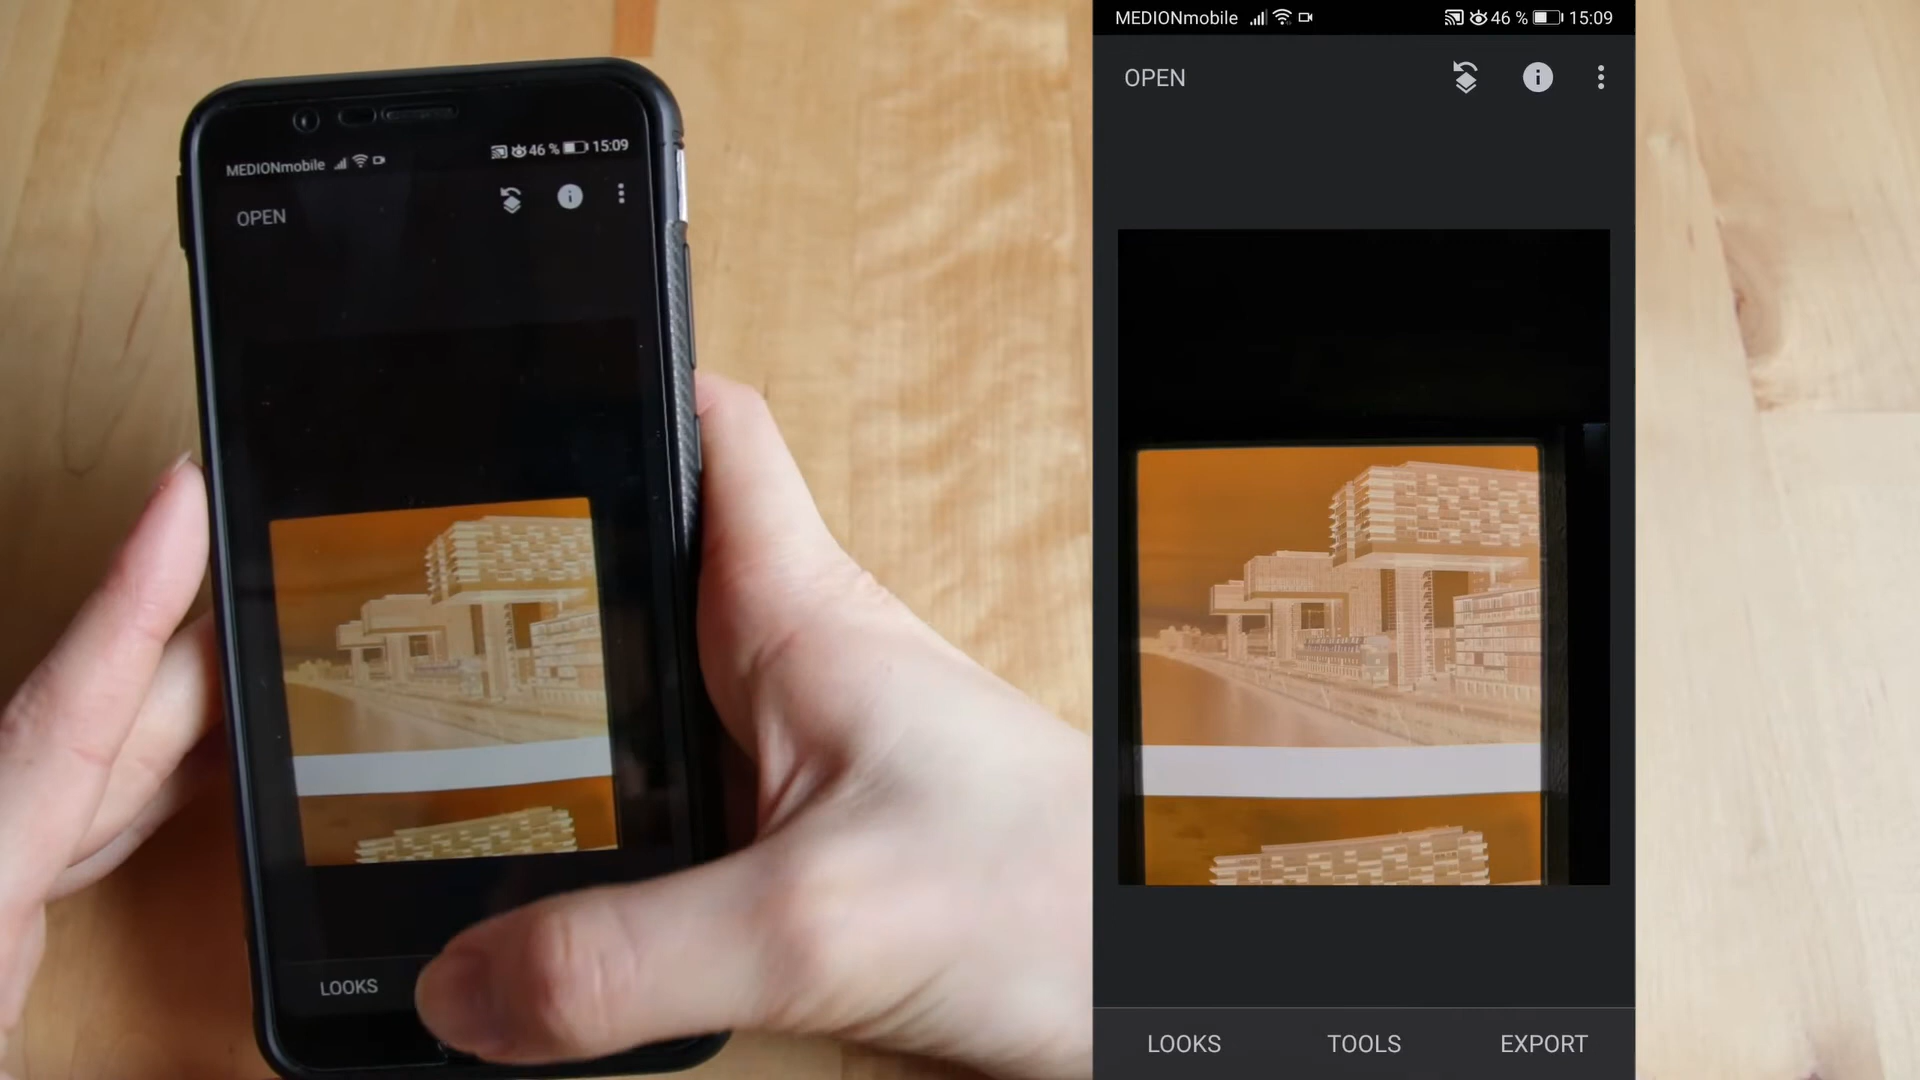 MEDIONmobile 46 % 15:09
OPEN
LOOKS
MEDIONmobile 46 % 15:09
OPEN
LOOKS TOOLS EXPORT